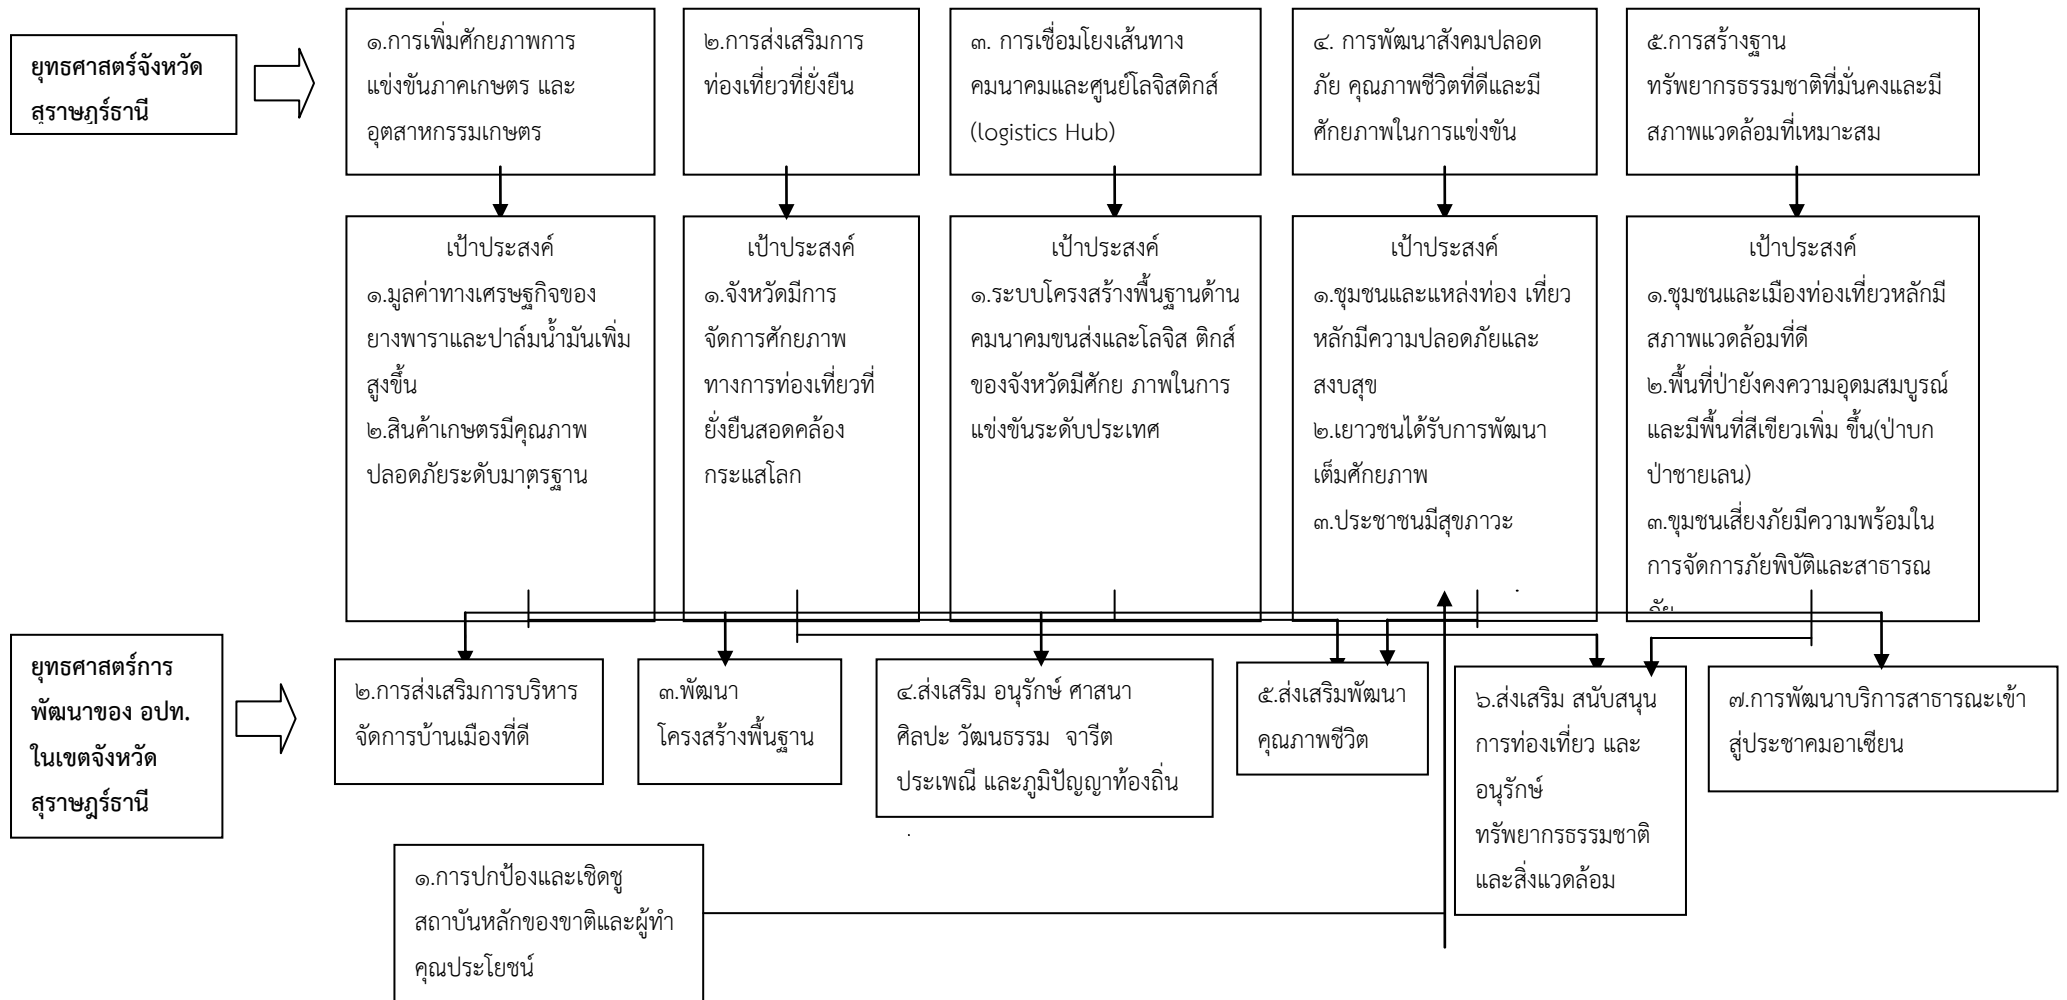 ยุทธศาสตร์จังหวัด
สุราษฎร์ธานี
๑.การเพิ่มศักยภาพการ
แข่งขันภาคเกษตร และ
อุตสาหกรรมเกษตร
๒.การส่งเสริมการ
ท่องเที่ยวที่ยั่งยืน
๓. การเชื่อมโยงเส้นทาง
คมนาคมและศูนย์โลจิสติกส์
(logistics Hub)
๔. การพัฒนาสังคมปลอด
ภัย คุณภาพชีวิตที่ดีและมี
ศักยภาพในการแข่งขัน
๕.การสร้างฐาน
ทรัพยากรธรรมชาติที่มั่นคงและมี
สภาพแวดล้อมที่เหมาะสม
เป้าประสงค์
๑.มูลค่าทางเศรษฐกิจของ
ยางพาราและปาล์มน้ำมันเพิ่ม
สูงขึ้น
๒.สินค้าเกษตรมีคุณภาพ
ปลอดภัยระดับมาตรฐาน
เป้าประสงค์
๑.จังหวัดมีการ
จัดการศักยภาพ
ทางการท่องเที่ยวที่
ยั่งยืนสอดคล้อง
กระแสโลก
เป้าประสงค์
๑.ระบบโครงสร้างพื้นฐานด้าน
คมนาคมขนส่งและโลจิส ติกส์
ของจังหวัดมีศักย ภาพในการ
แข่งขันระดับประเทศ
เป้าประสงค์
๑.ชุมชนและแหล่งท่อง เที่ยว
หลักมีความปลอดภัยและ
สงบสุข
๒.เยาวชนได้รับการพัฒนา
เต็มศักยภาพ
๓.ประชาชนมีสุขภาวะ
เป้าประสงค์
๑.ชุมชนและเมืองท่องเที่ยวหลักมี
สภาพแวดล้อมที่ดี
๒.พื้นที่ป่ายังคงความอุดมสมบูรณ์
และมีพื้นที่สีเขียวเพิ่ม ขึ้น(ป่าบก
ป่าชายเลน)
๓.ขุมชนเสี่ยงภัยมีความพร้อมใน
การจัดการภัยพิบัติและสาธารณ
ภัย
ยุทธศาสตร์การ
พัฒนาของ อปท.
ในเขตจังหวัด
สุราษฎร์ธานี
๒.การส่งเสริมการบริหาร
จัดการบ้านเมืองที่ดี
๓.พัฒนา
โครงสร้างพื้นฐาน
๔.ส่งเสริม อนุรักษ์ ศาสนา
ศิลปะ วัฒนธรรม จารีต
ประเพณี และภูมิปัญญาท้องถิ่น
๕.ส่งเสริมพัฒนา
คุณภาพชีวิต
๖.ส่งเสริม สนับสนุน
การท่องเที่ยว และ
อนุรักษ์
ทรัพยากรธรรมชาติ
และสิ่งแวดล้อม
๗.การพัฒนาบริการสาธารณะเข้า
สู่ประชาคมอาเซียน
๑.การปกป้องและเชิดชู
สถาบันหลักของชาติและผู้ทำ
คุณประโยชน์